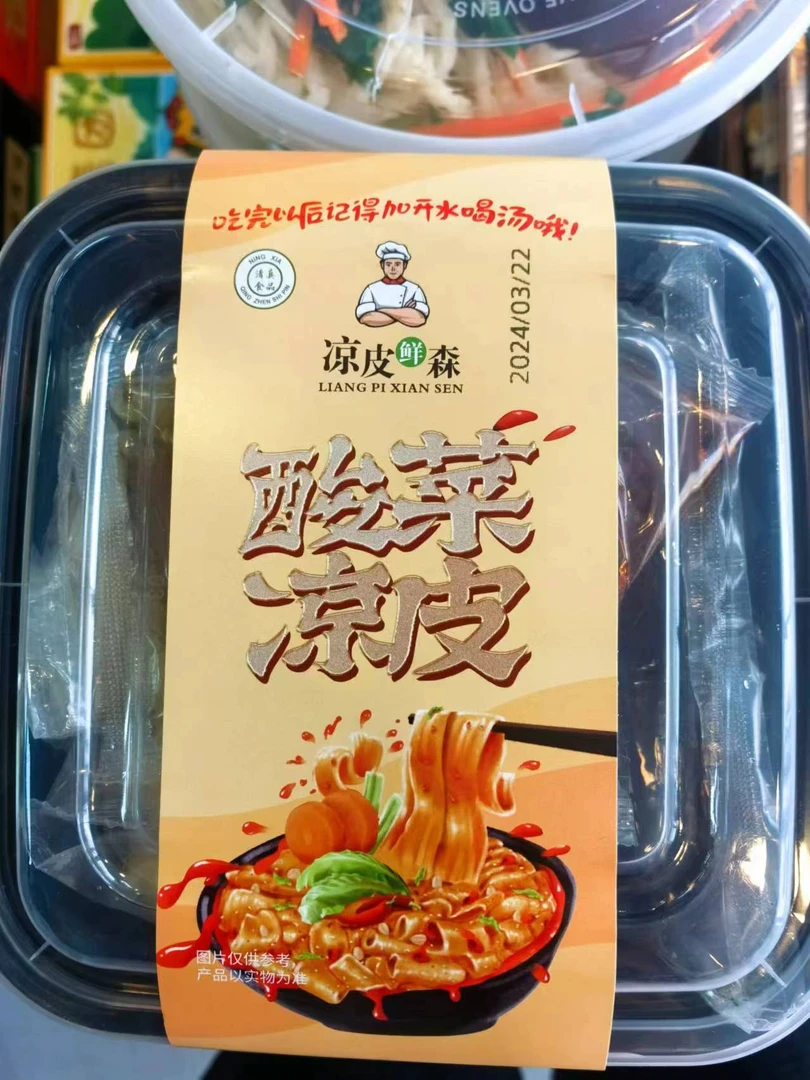 VE OVENS
吃完以后记得加开水喝汤哦!
NING XIA
清真
食品
QING ZHEN SHI PIN
2024/03/22
凉皮鲜森
LIANG PI XIAN SEN
酸菜
凉皮
图片仅供参考,
产品以实物为准